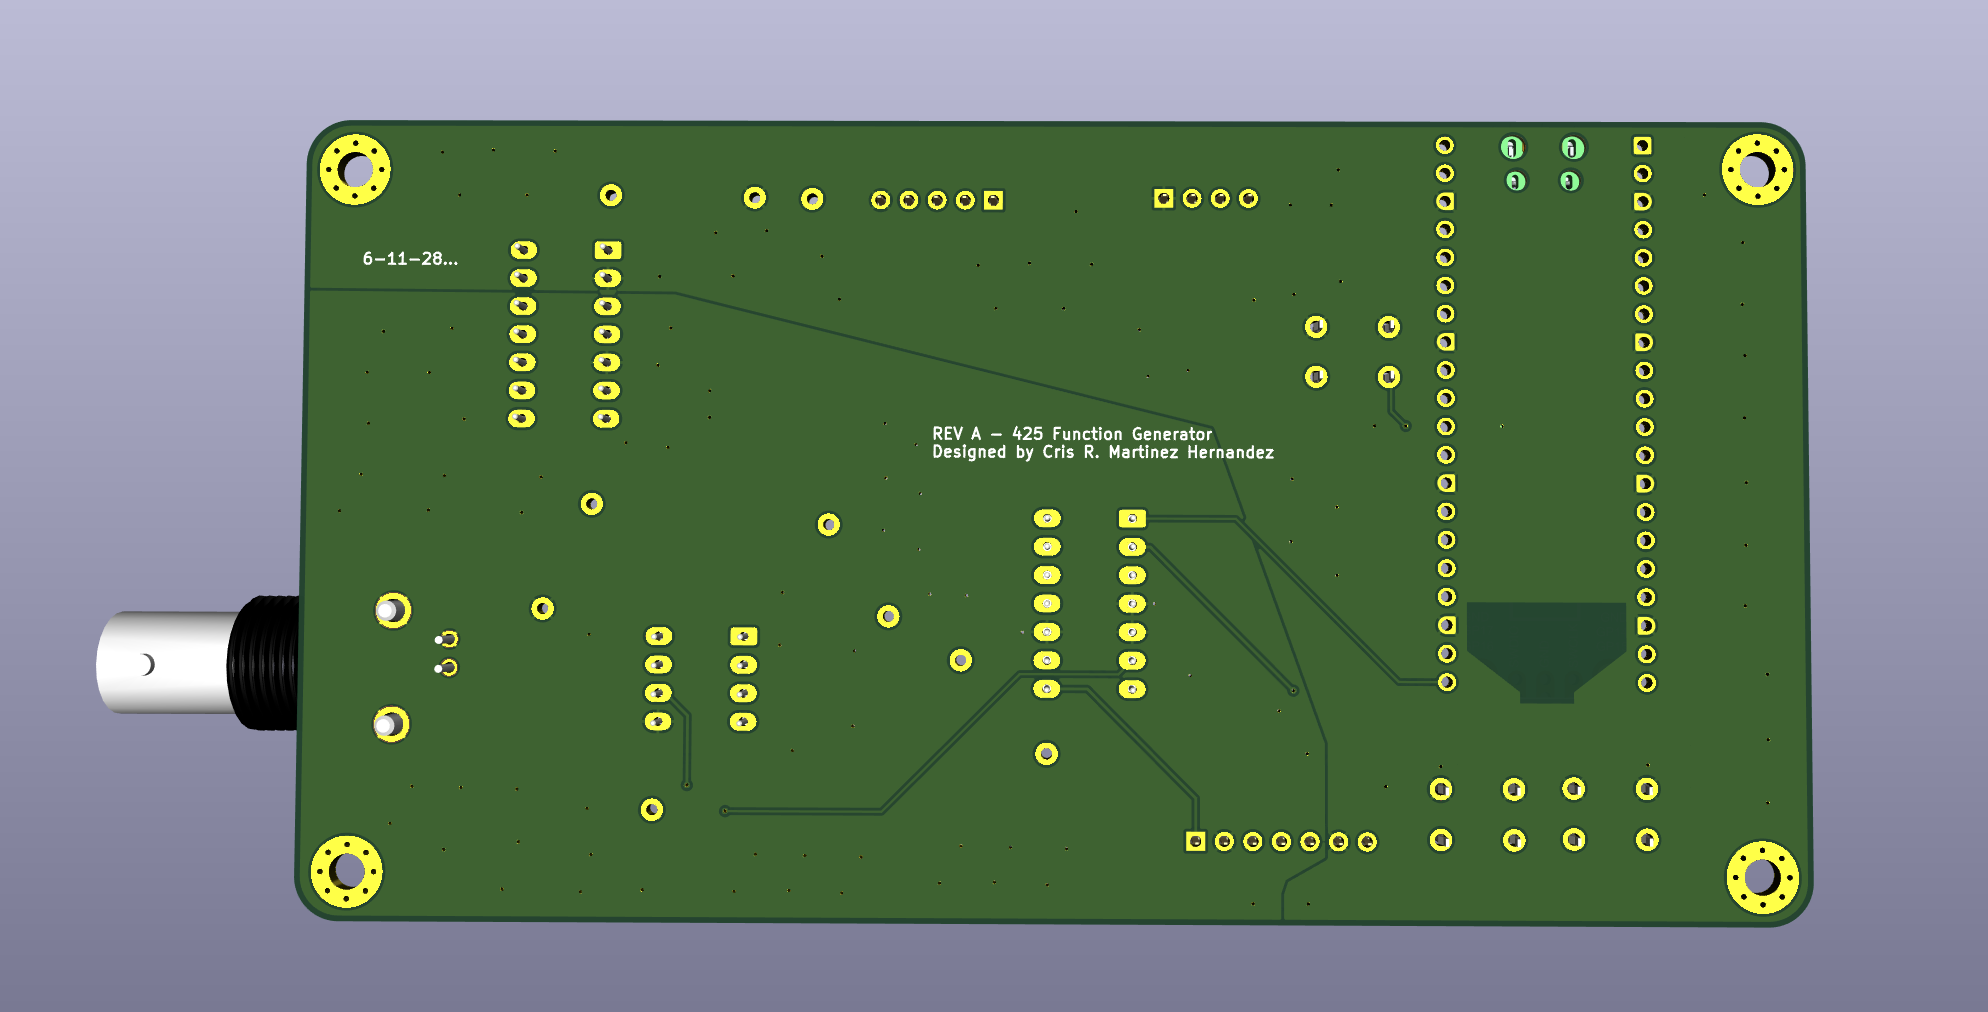 6-11-28...
REV A - 425 Function Generator
Designed by Cris R. Martinez Hernandez